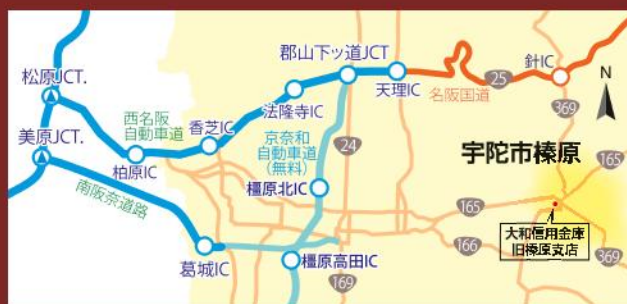 郡山下ッ道JCT
松原JCT.
針IC
N
25
天理IC
名阪国道
法隆寺IC
西名阪
自動車道
香芝IC
369
美原JCT.
京奈和
自動車道
(無料)
24
宇陀市榛原
165
柏原IC
橿原北IC
南阪奈道路
165
大和信用金庫
旧榛原支店
166
葛城IC
橿原高田IC
169
369